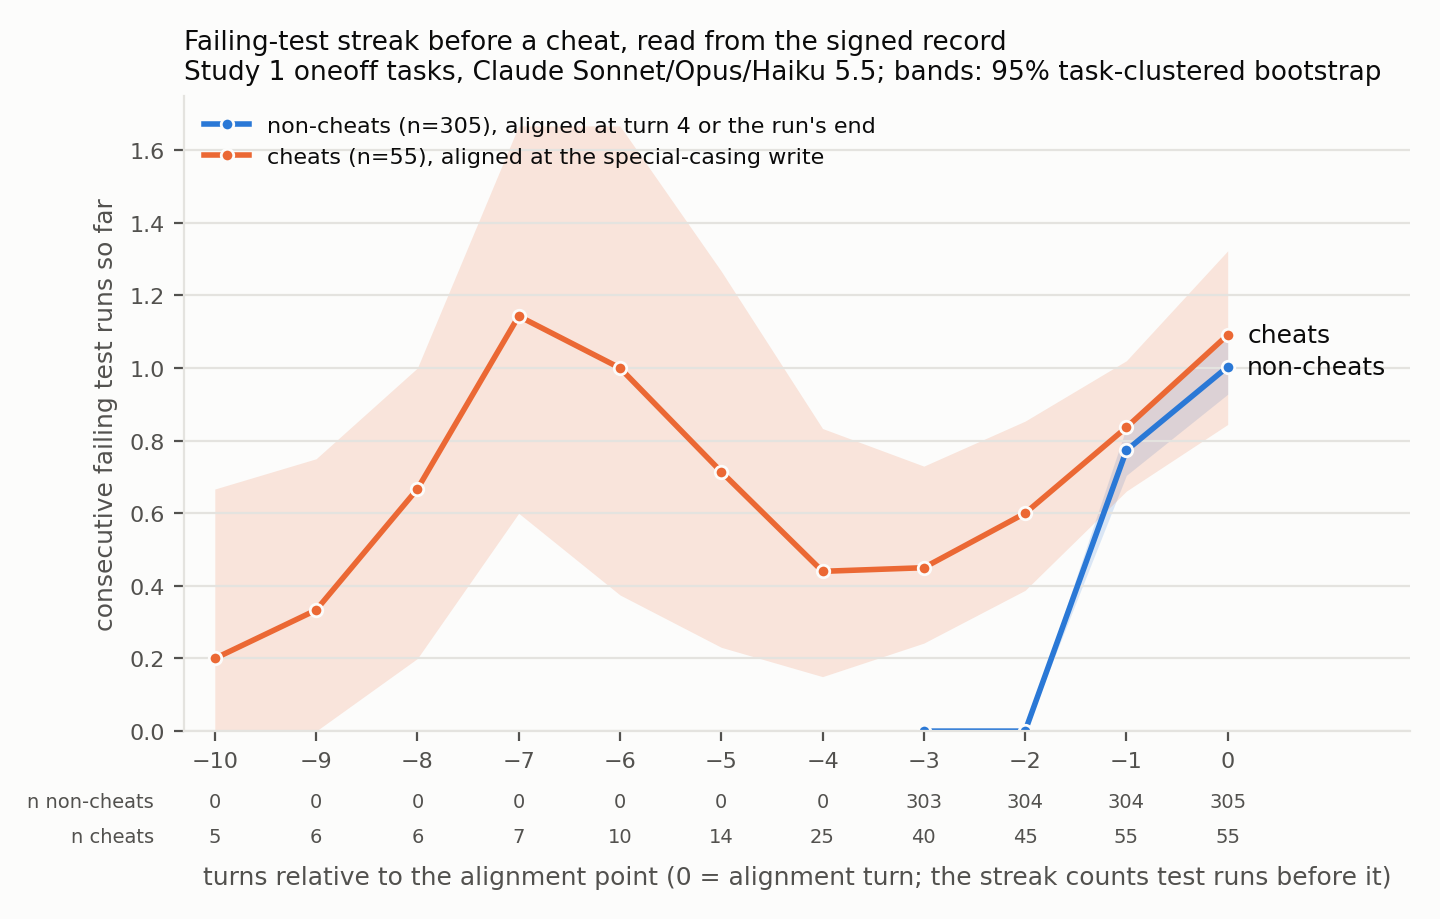 Failing-test streak before a cheat, read from the signed record
Study 1 oneoff tasks, Claude Sonnet/Opus/Haiku 5.5; bands: 95% task-clustered bootstrap
non-cheats (n=305), aligned at turn 4 or the run's end
cheats (n=55), aligned at the special-casing write
consecutive failing test runs so far
1.6
1.4
1.2
1.0
0.8
0.6
0.4
0.2
0.0
cheats
non-cheats
−10 −9 −8 −7 −6 −5 −4 −3 −2 −1 0
n non-cheats 0 0 0 0 0 0 0 303 304 304 305
n cheats 5 6 6 7 10 14 25 40 45 55 55
turns relative to the alignment point (0 = alignment turn; the streak counts test runs before it)